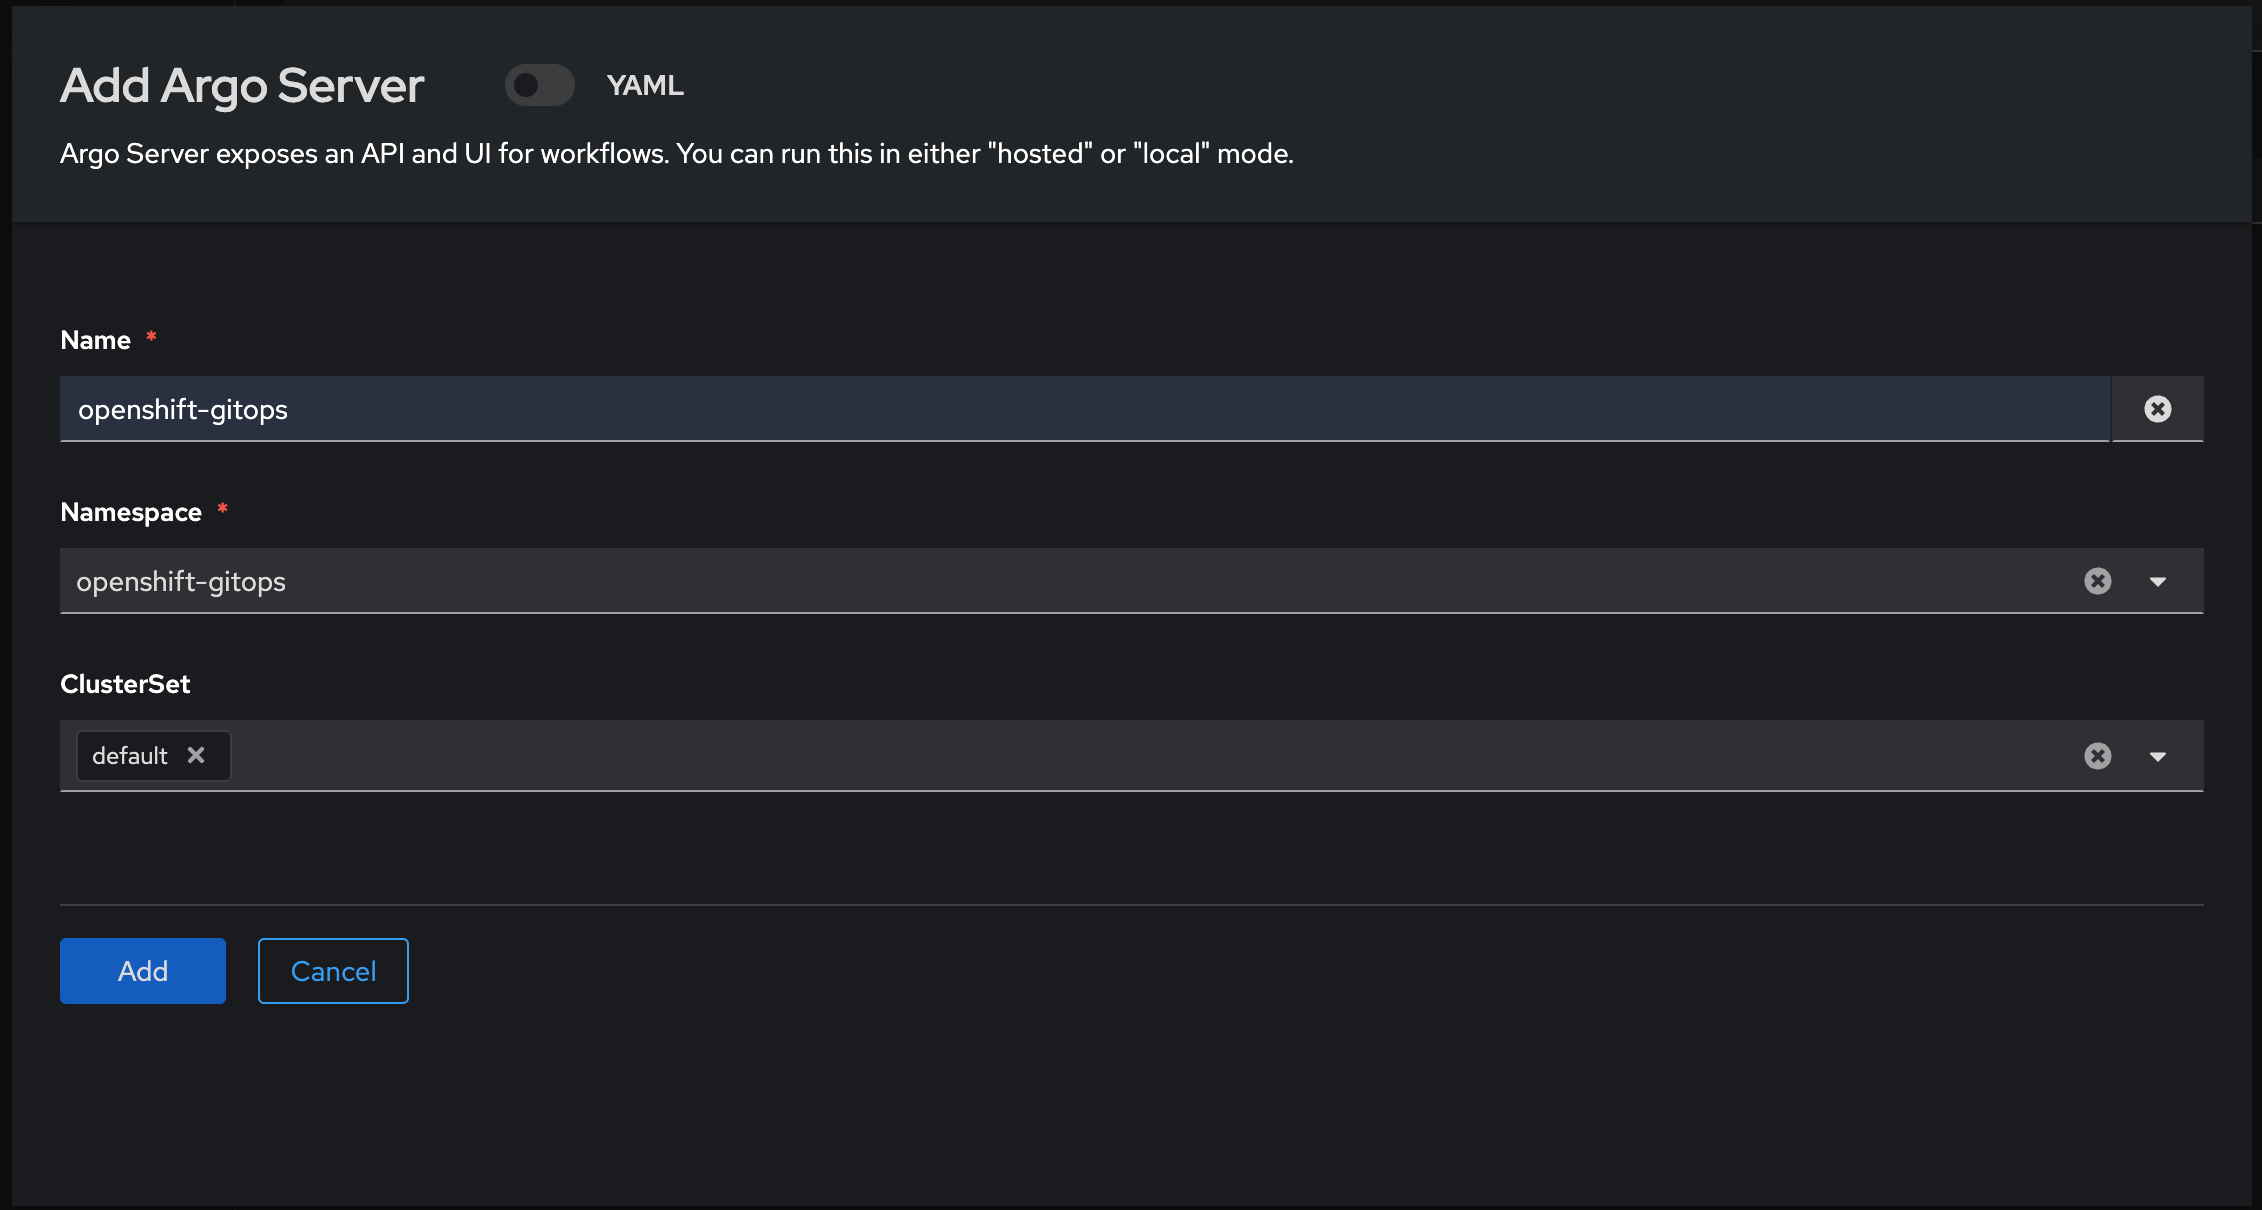 Add Argo Server
YAML
Argo Server exposes an API and UI for workflows. You can run this in either "hosted" or "local" mode.
Name *
openshift-gitops
Namespace *
openshift-gitops
ClusterSet
default
Add
Cancel